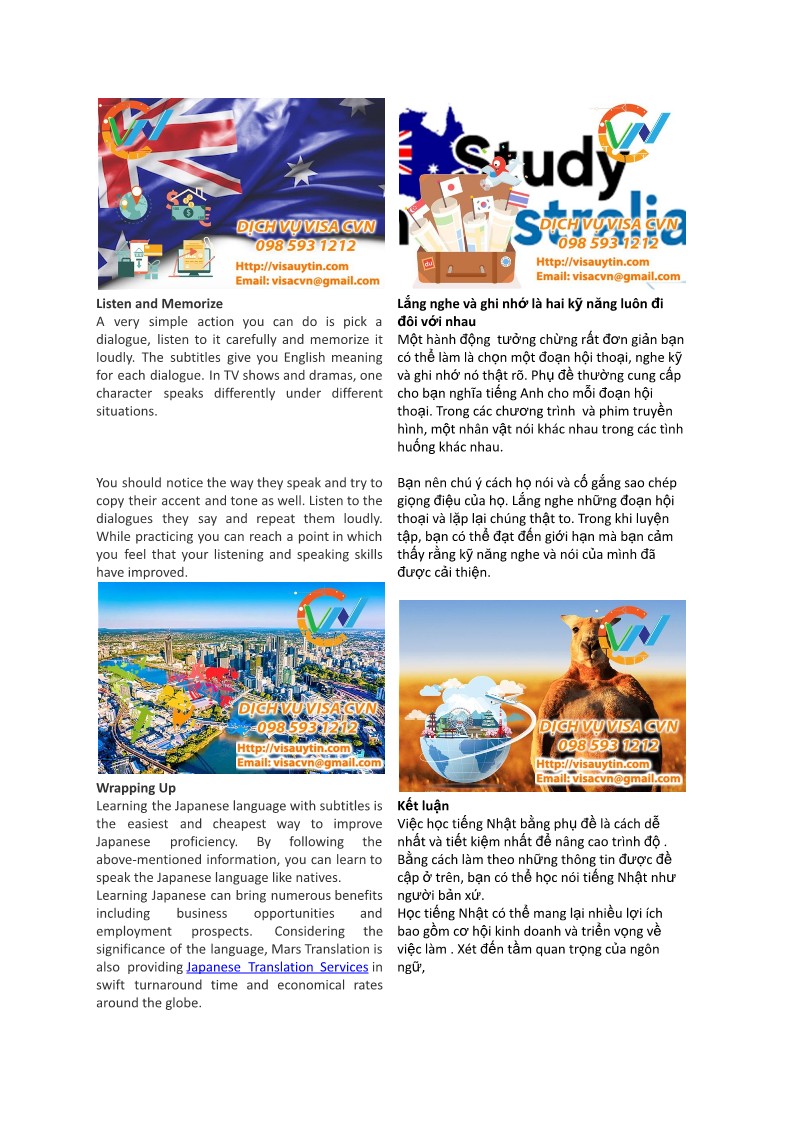 CVN
DỊCH VỤ VISA CVN
098 593 1212
Http://visauytin.com
Email: visacvn@gmail.com
Study
stralia
CVN
du
DỊCH VỤ VISA CVN
098 593 1212
Http://visauytin.com
Email: visacvn@gmail.com
Listen and Memorize
A very simple action you can do is pick a
dialogue, listen to it carefully and memorize it
loudly. The subtitles give you English meaning
for each dialogue. In TV shows and dramas, one
character speaks differently under different
situations.
Lắng nghe và ghi nhớ là hai kỹ năng luôn đi
đôi với nhau
Một hành động tưởng chừng rất đơn giản bạn
có thể làm là chọn một đoạn hội thoại, nghe kỹ
và ghi nhớ nó thật rõ. Phụ đề thường cung cấp
cho bạn nghĩa tiếng Anh cho mỗi đoạn hội
thoại. Trong các chương trình và phim truyền
hình, một nhân vật nói khác nhau trong các tình
huống khác nhau.
You should notice the way they speak and try to
copy their accent and tone as well. Listen to the
dialogues they say and repeat them loudly.
While practicing you can reach a point in which
you feel that your listening and speaking skills
have improved.
Bạn nên chú ý cách họ nói và cố gắng sao chép
giọng điệu của họ. Lắng nghe những đoạn hội
thoại và lặp lại chúng thật to. Trong khi luyện
tập, bạn có thể đạt đến giới hạn mà bạn cảm
thấy rằng kỹ năng nghe và nói của mình đã
được cải thiện.
CVN
DỊCH VỤ VISA CVN
098 593 1212
Http://visauytin.com
Email: visacvn@gmail.com
CVN
DỊCH VỤ VISA CVN
098 593 1212
Http://visauytin.com
Email: visacvn@gmail.com
Wrapping Up
Learning the Japanese language with subtitles is
the easiest and cheapest way to improve
Japanese proficiency. By following the
above-mentioned information, you can learn to
speak the Japanese language like natives.
Learning Japanese can bring numerous benefits
including business opportunities and
employment prospects. Considering the
significance of the language, Mars Translation is
also providing Japanese Translation Services in
swift turnaround time and economical rates
around the globe.
Kết luận
Việc học tiếng Nhật bằng phụ đề là cách dễ
nhất và tiết kiệm nhất để nâng cao trình độ .
Bằng cách làm theo những thông tin được đề
cập ở trên, bạn có thể học nói tiếng Nhật như
người bản xứ.
Học tiếng Nhật có thể mang lại nhiều lợi ích
bao gồm cơ hội kinh doanh và triển vọng về
việc làm . Xét đến tầm quan trọng của ngôn
ngữ,